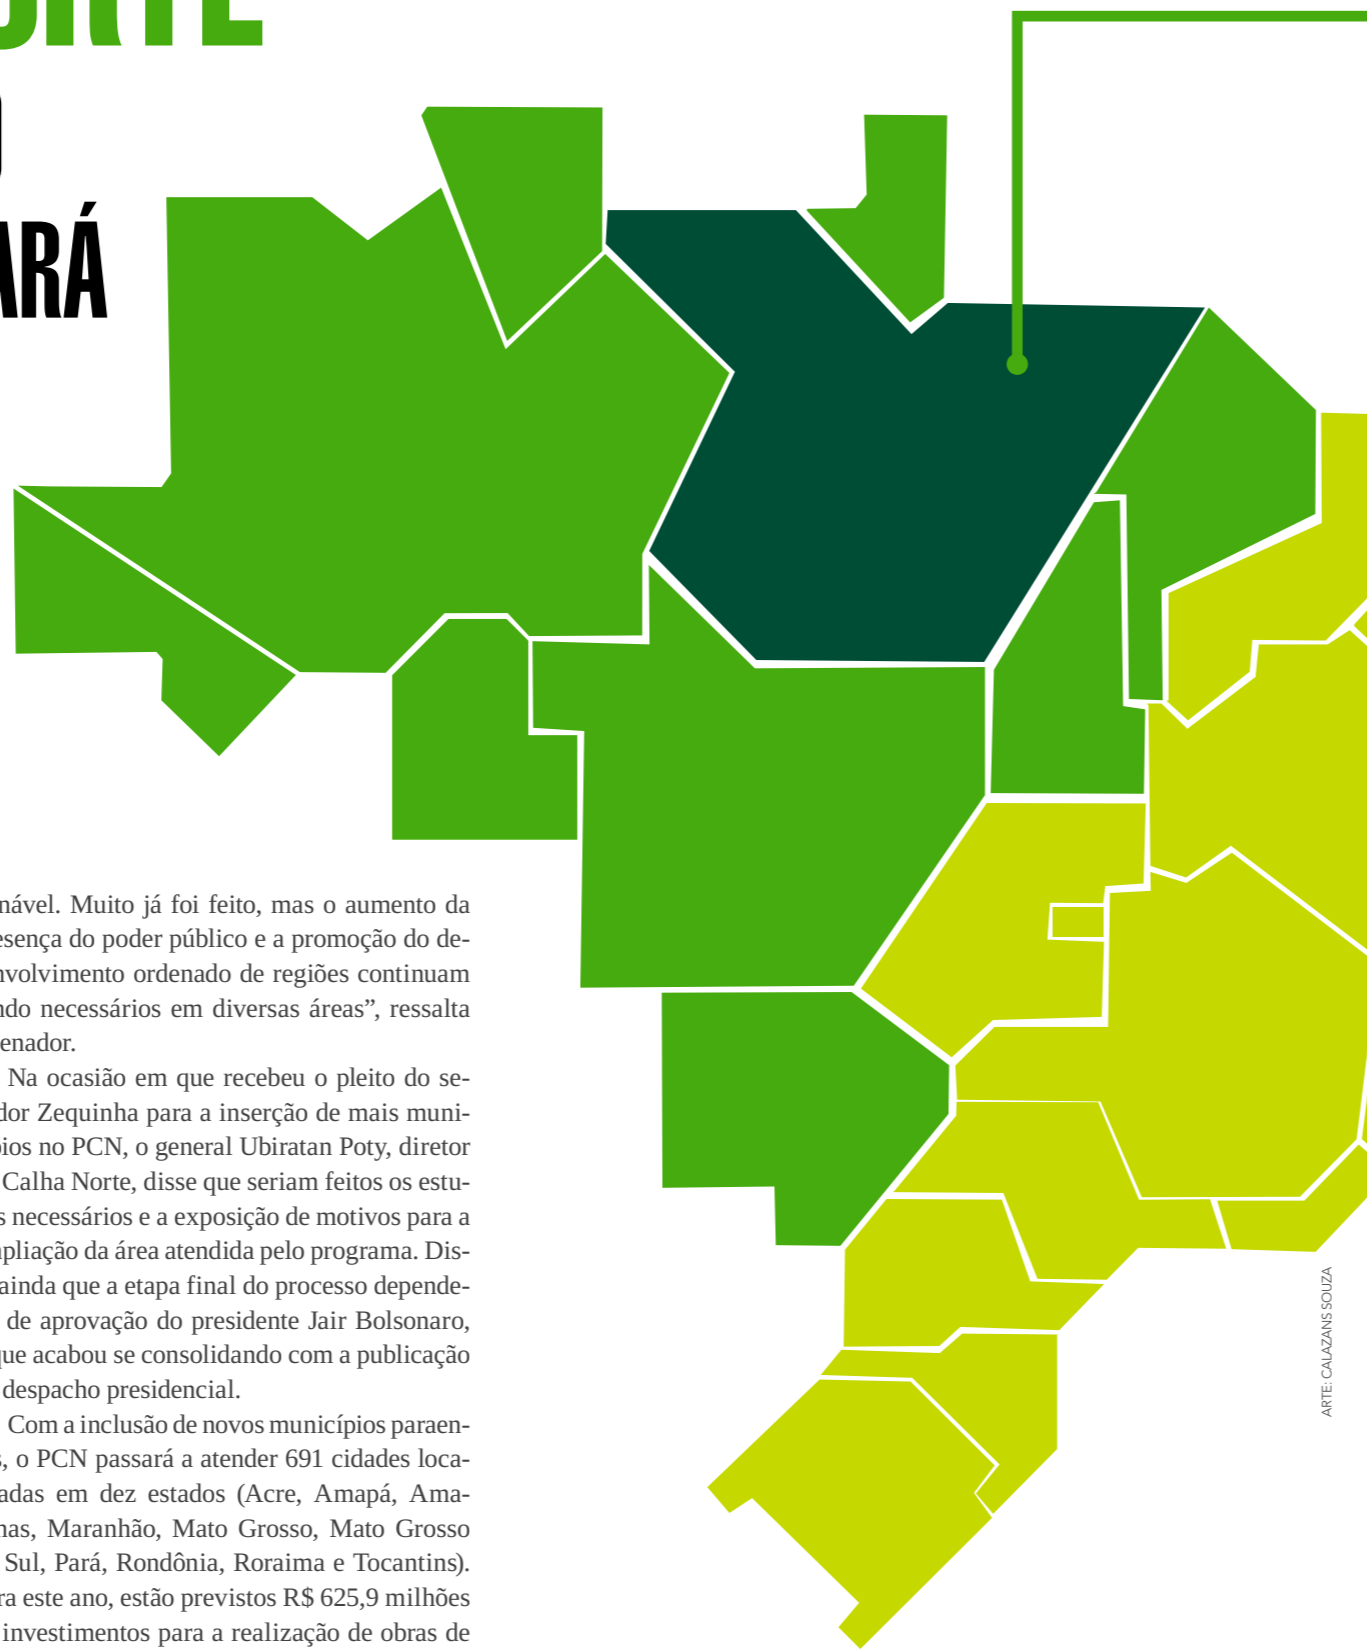 ORTE
O
ARÁ
nável. Muito já foi feito, mas o aumento da
esença do poder público e a promoção do de-
nvolvimento ordenado de regiões continuam
ndo necessários em diversas áreas”, ressalta
enador.
Na ocasião em que recebeu o pleito do se-
dor Zequinha para a inserção de mais muni-
pios no PCN, o general Ubiratan Poty, diretor
Calha Norte, disse que seriam feitos os estu-
s necessários e a exposição de motivos para a
mpliação da área atendida pelo programa. Dis-
ainda que a etapa final do processo depende-
de aprovação do presidente Jair Bolsonaro,
que acabou se consolidando com a publicação
despacho presidencial.
Com a inclusão de novos municípios paraen-
s, o PCN passará a atender 691 cidades loca-
adas em dez estados (Acre, Amapá, Ama-
nas, Maranhão, Mato Grosso, Mato Grosso
Sul, Pará, Rondônia, Roraima e Tocantins).
ra este ano, estão previstos R$ 625,9 milhões
investimentos para a realização de obras de
ARTE: CALAZANS SOUZA